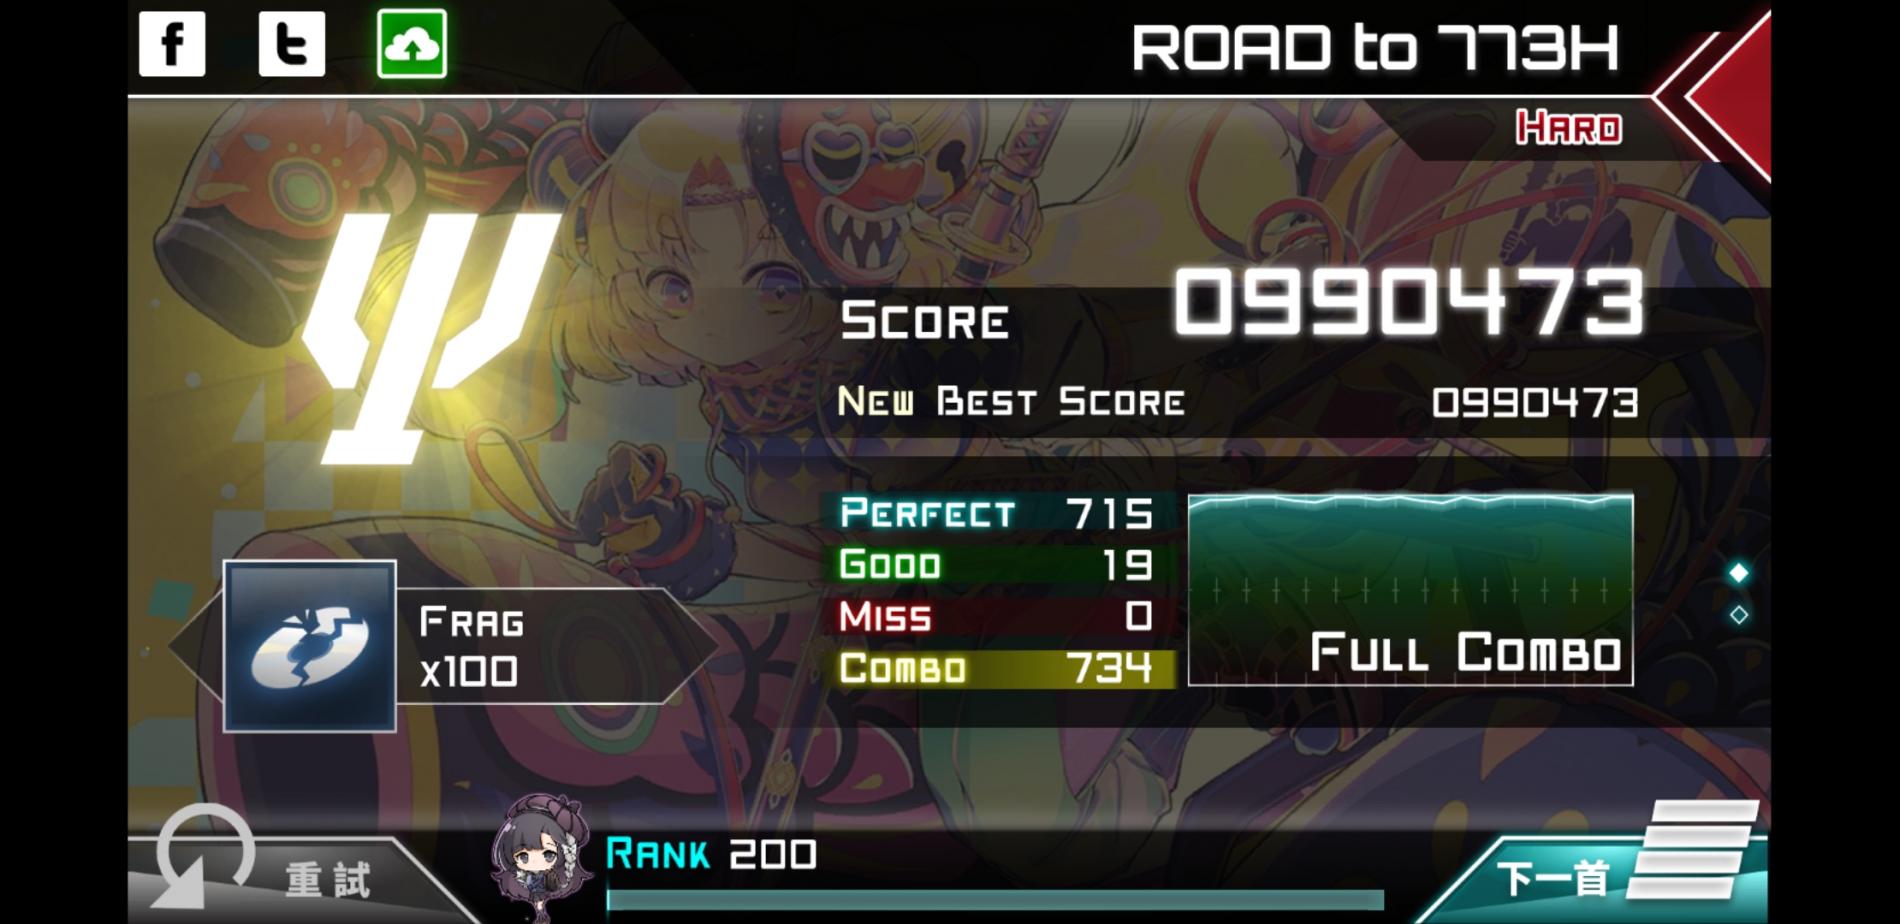 f t
ROAD to 773H
HARD
SCORE 0990473
NEW BEST SCORE 0990473
PERFECT 715
GOOD 19
MISS 0
COMBO 734
FULL COMBO
FRAG
x100
重試
RANK 200
下一首